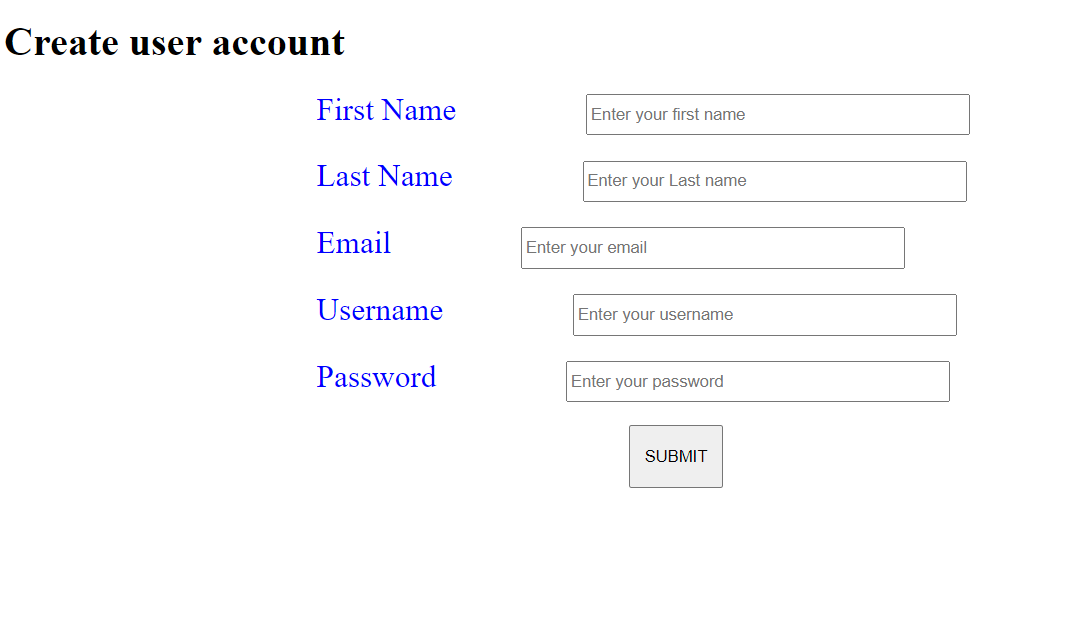 Create user account
First Name Enter your first name
Last Name Enter your Last name
Email Enter your email
Username Enter your username
Password Enter your password
SUBMIT